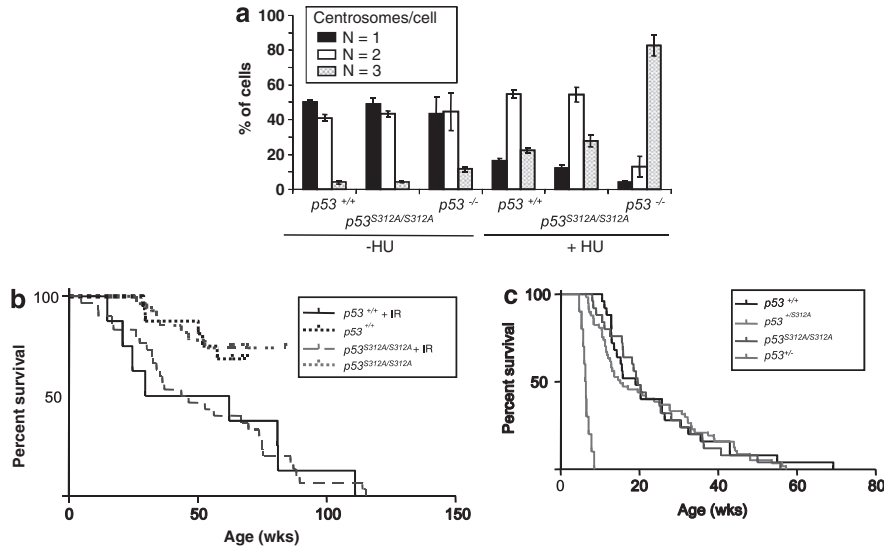 a
Centrosomes/cell
N = 1
N = 2
N = 3
% of cells
100
80
60
40
20
0
p53 +/+
p53 -/-
p53 +/+
p53 -/-
p53S312A/S312A
p53S312A/S312A
-HU
+ HU
b
Percent survival
100
50
0
50
100
150
Age (wks)
p53 +/+ + IR
p53 +/+
p53S312A/S312A+ IR
p53S312A/S312A
c
Percent survival
100
50
0
20
40
60
80
Age (wks)
p53 +/+
p53 +/S312A
p53S312A/S312A
p53+/-